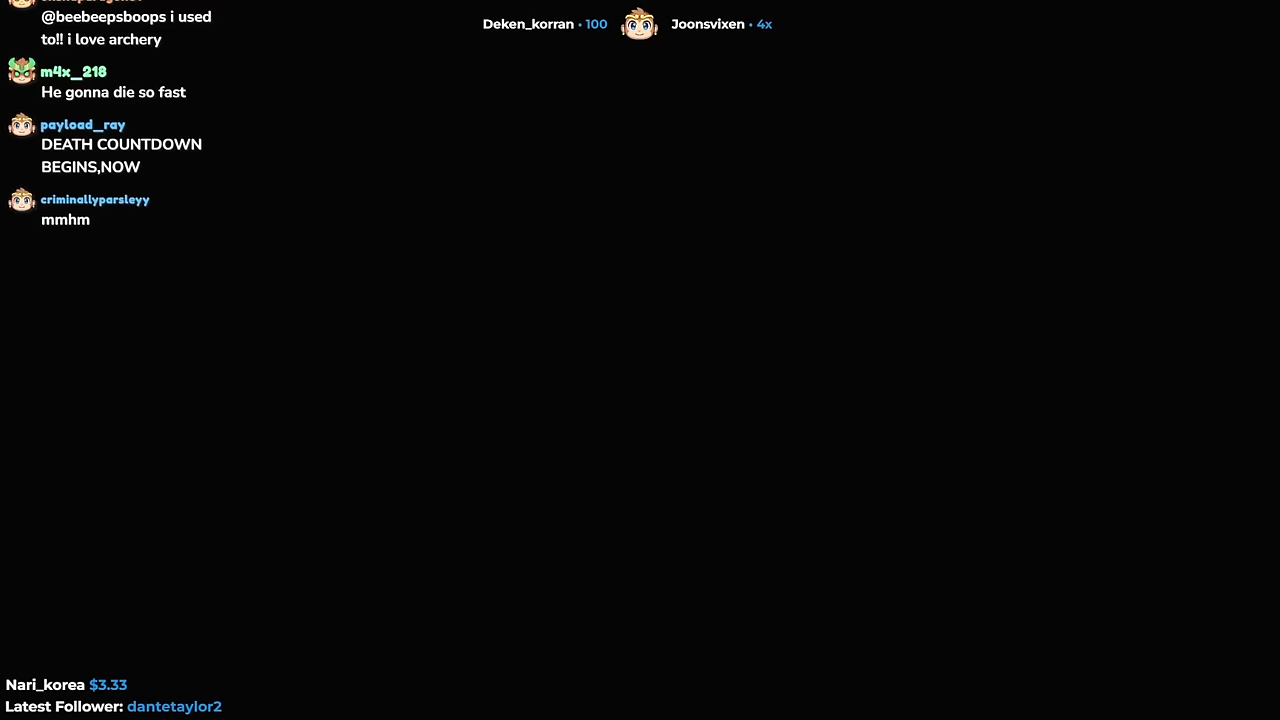 @beebeepsboops i used
to!! i love archery
m4x_218
He gonna die so fast
payload_ray
DEATH COUNTDOWN
BEGINS,NOW
criminallyparsleyy
mmhm
Deken_korran • 100
Joonsvixen • 4x
Nari_korea $3.33
Latest Follower: dantetaylor2